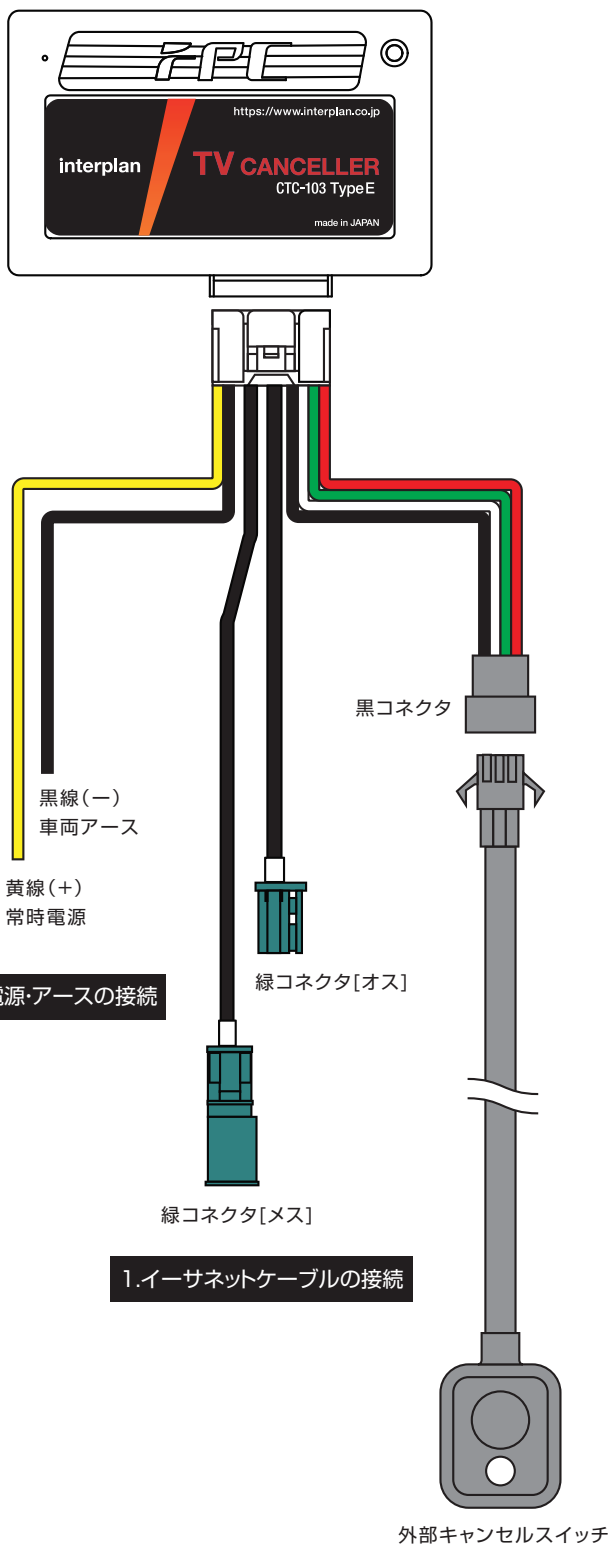 iPC
https://www.interplan.co.jp
interplan
TV CANCELLER
CTC-103 TypeE
made in JAPAN
黒コネクタ
黒線(ー)
車両アース
黄線(+)
常時電源
緑コネクタ[オス]
源・アースの接続
緑コネクタ[メス]
1.イーサネットケーブルの接続
外部キャンセルスイッチ